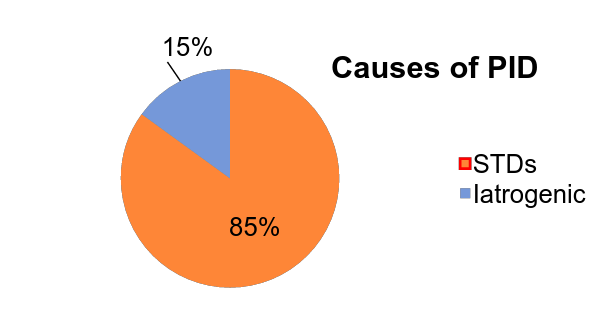 15%
Causes of PID
STDs
Iatrogenic
85%